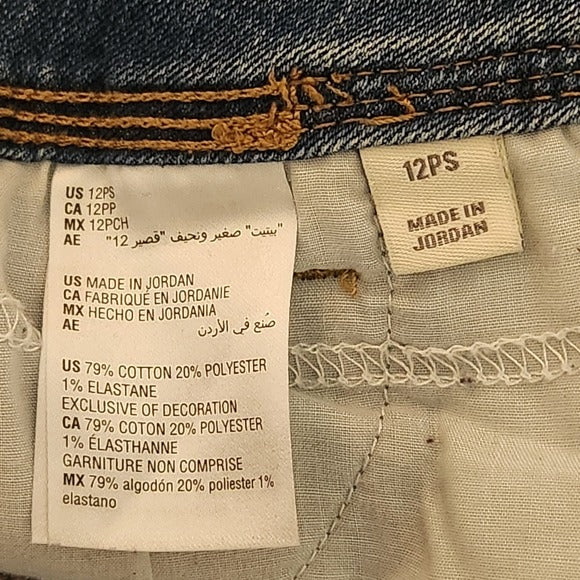 US 12PS
CA 12PP
MX 12PCH
AE "بيتيت" صغير ونحيف "قصير 12"
US MADE IN JORDAN
CA FABRIQUÉ EN JORDANIE
MX HECHO EN JORDANIA
AE صُنع في الأردن
US 79% COTTON 20% POLYESTER
1% ELASTANE
EXCLUSIVE OF DECORATION
CA 79% COTON 20% POLYESTER
1% ÉLASTHANNE
GARNITURE NON COMPRISE
MX 79% algodón 20% poliester 1%
elastano
12PS
MADE IN
JORDAN